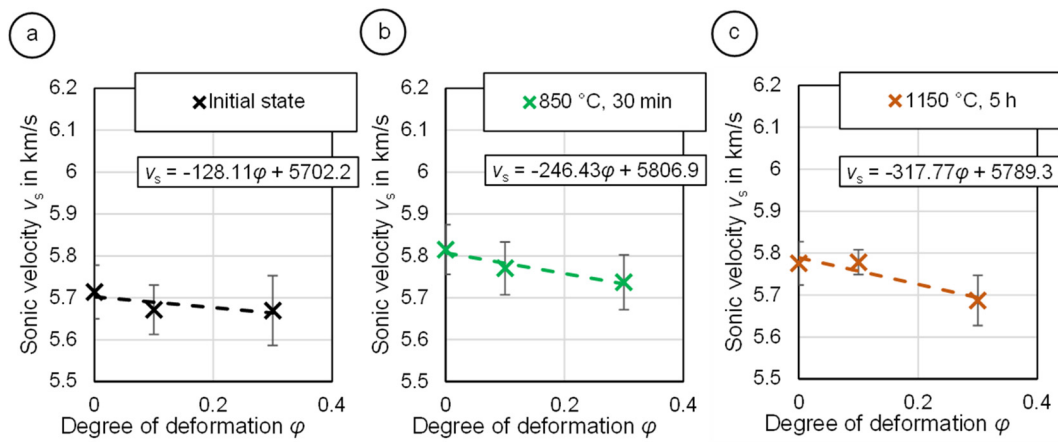 a
Sonic velocity vₛ in km/s
6.2
6.1
6
5.9
5.8
5.7
5.6
5.5
Initial state
vₛ = -128.11φ + 5702.2
0 0.2 0.4
Degree of deformation φ
b
Sonic velocity vₛ in km/s
6.2
6.1
6
5.9
5.8
5.7
5.6
5.5
850 °C, 30 min
vₛ = -246.43φ + 5806.9
0 0.2 0.4
Degree of deformation φ
c
Sonic velocity vₛ in km/s
6.2
6.1
6
5.9
5.8
5.7
5.6
5.5
1150 °C, 5 h
vₛ = -317.77φ + 5789.3
0 0.2 0.4
Degree of deformation φ